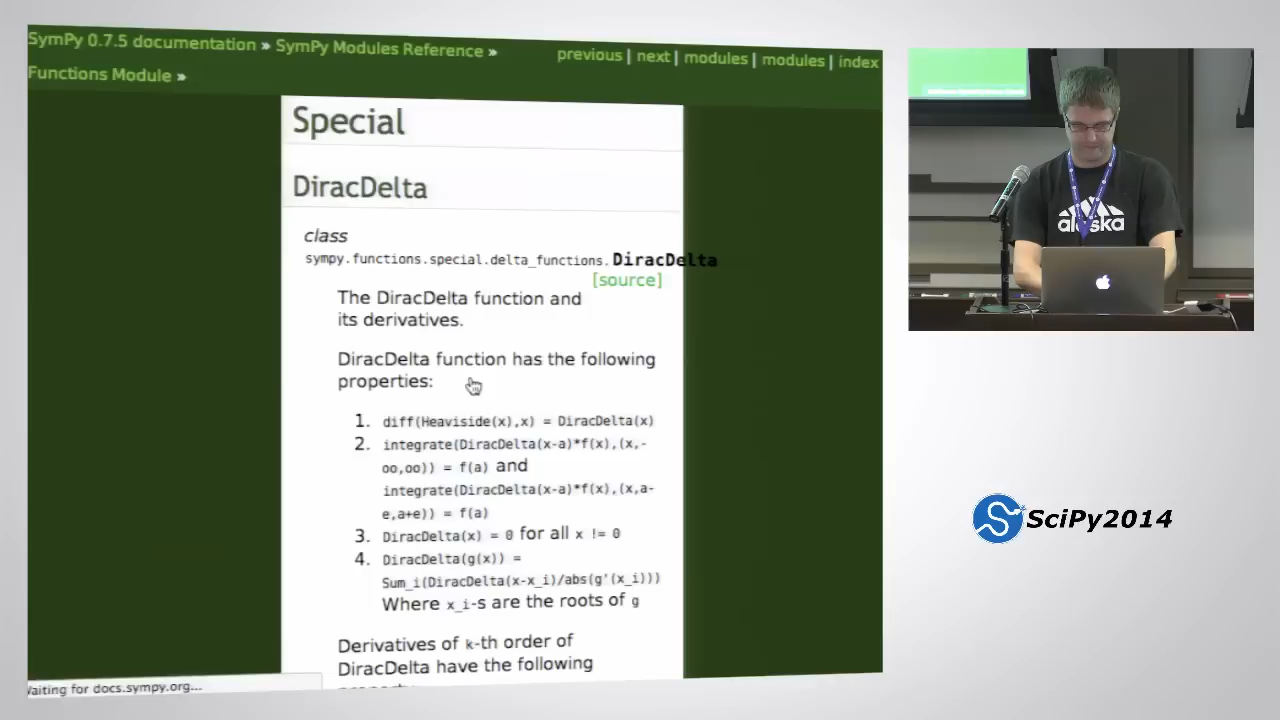 SymPy 0.7.5 documentation » SymPy Modules Reference »
previous | next | modules | modules | index
Functions Module »
Special
DiracDelta
class
sympy.functions.special.delta_functions.DiracDelta
[source]
The DiracDelta function and
its derivatives.
DiracDelta function has the following
properties:
1. diff(Heaviside(x),x) = DiracDelta(x)
2. integrate(DiracDelta(x-a)*f(x),(x,-
oo,oo)) = f(a) and
integrate(DiracDelta(x-a)*f(x),(x,a-
e,a+e)) = f(a)
3. DiracDelta(x) = 0 for all x != 0
4. DiracDelta(g(x)) =
Sum_i(DiracDelta(x-x_i)/abs(g'(x_i)))
Where x_i-s are the roots of g
Derivatives of k-th order of
DiracDelta have the following
Waiting for docs.sympy.org...
alaska
SciPy2014